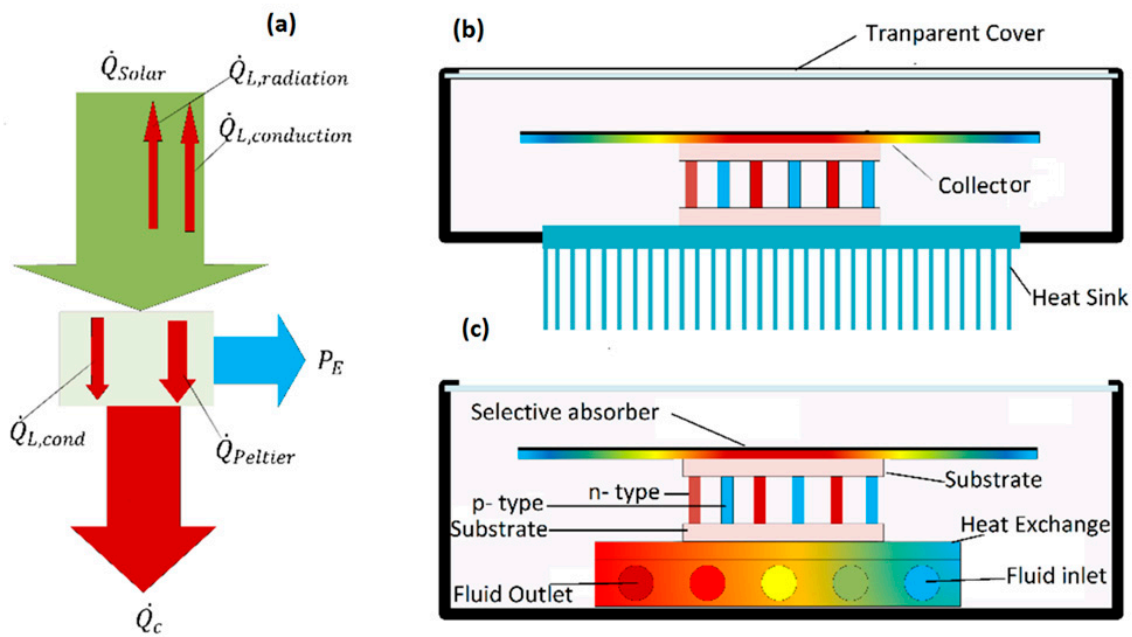 (a)
Q̇Solar
Q̇L,radiation
Q̇L,conduction
PE
Q̇L,cond
Q̇Peltier
Q̇c
(b)
Tranparent Cover
Collector
Heat Sink
(c)
Selective absorber
Substrate
n- type
p- type
Substrate
Heat Exchange
Fluid Outlet
Fluid inlet